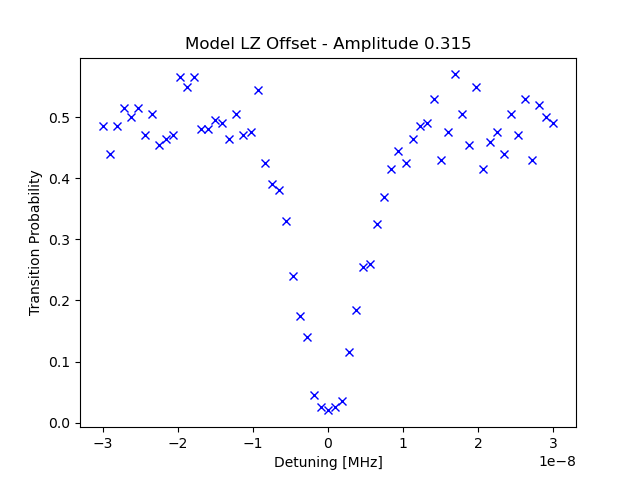 Model LZ Offset - Amplitude 0.315
Transition Probability
0.5
0.4
0.3
0.2
0.1
0.0
−3 −2 −1 0 1 2 3
1e−8
Detuning [MHz]